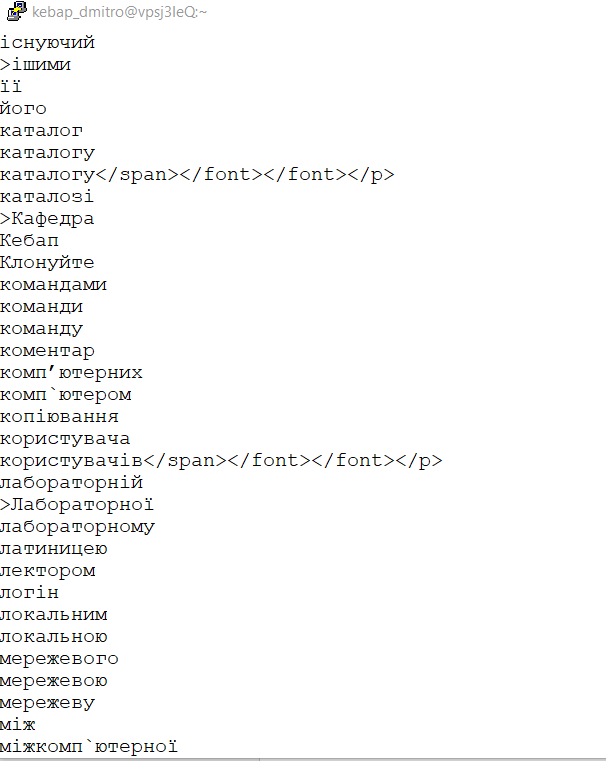 kebap_dmitro@vpsj3IeQ:~
існуючий
>ішими
її
його
каталог
каталогу
каталогу</span></font></font></p>
каталозі
>Кафедра
Кебап
Клонуйте
командами
команди
команду
коментар
комп’ютерних
комп`ютером
копіювання
користувача
користувачів</span></font></font></p>
лабораторній
>Лабораторної
лабораторному
латиницею
лектором
логін
локальним
локальною
мережевого
мережевою
мережеву
між
міжкомп`ютерної